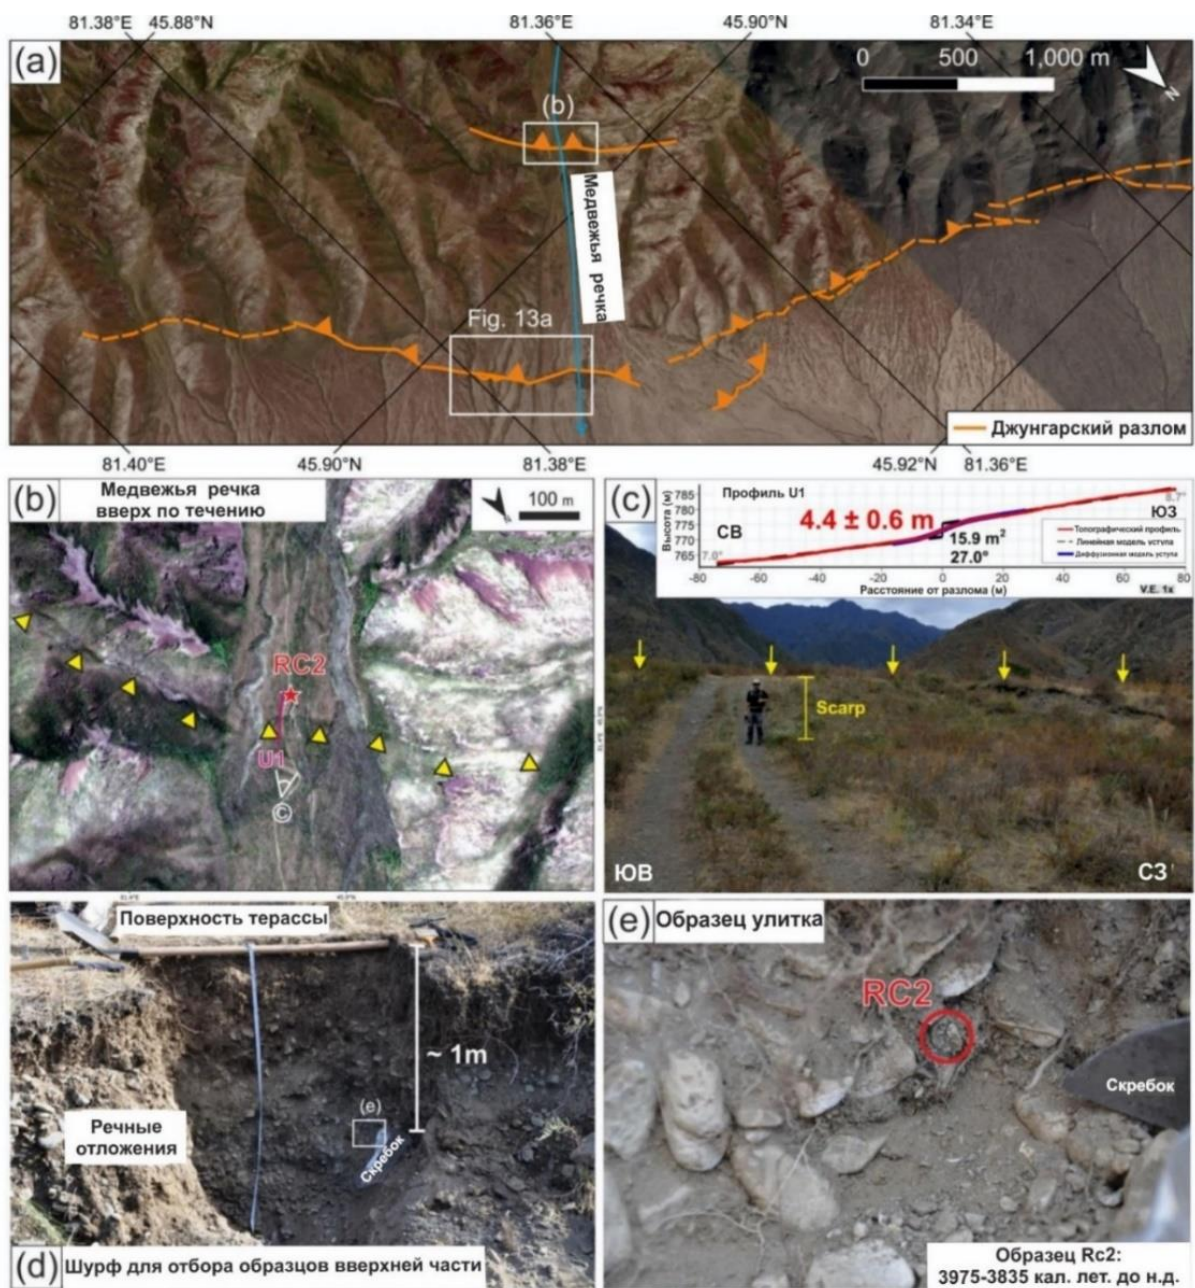 81.38°E 45.88°N 81.36°E 45.90°N 81.34°E
(a)
0 500 1,000 m
N
(b)
Медвежья речка
Fig. 13a
Джунгарский разлом
81.40°E 45.90°N 81.38°E 45.92°N 81.36°E
(b)
Медвежья речка
вверх по течению
100 m
RC2
U1
©
(c)
Профиль U1
Высота (м)
785
780
775
770
765
СВ
4.4 ± 0.6 m
15.9 m²
27.0°
7.0°
8.7°
ЮЗ
Топографический профиль
Линейная модель уступа
Диффузионная модель уступа
-80 -60 -40 -20 0 20 40 60 80
Расстояние от разлома (м)
V.E. 1x
Scarp
ЮВ
СЗ
Поверхность терассы
~ 1m
(e)
Скребок
Речные
отложения
(d)
Шурф для отбора образцов вверхней части
(e)
Образец улитка
RC2
Скребок
Образец Rc2:
3975-3835 кал. лет. до н.д.